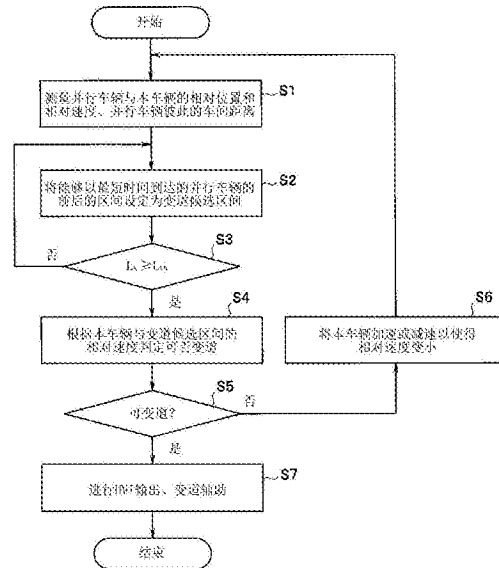 开始
S1
测量并行车辆与本车辆的相对位置和
相对速度、并行车辆彼此的车间距离
S2
将能够以最短时间到达的并行车辆的
前后的区间设定为变道候选区间
否
S3
是
S4
根据本车辆与变道候选区间的
相对速度判定可否变道
S6
将本车辆加速或减速以使得
相对速度变小
S5
可变道?
否
是
S7
进行HMI输出、变道辅助
结束